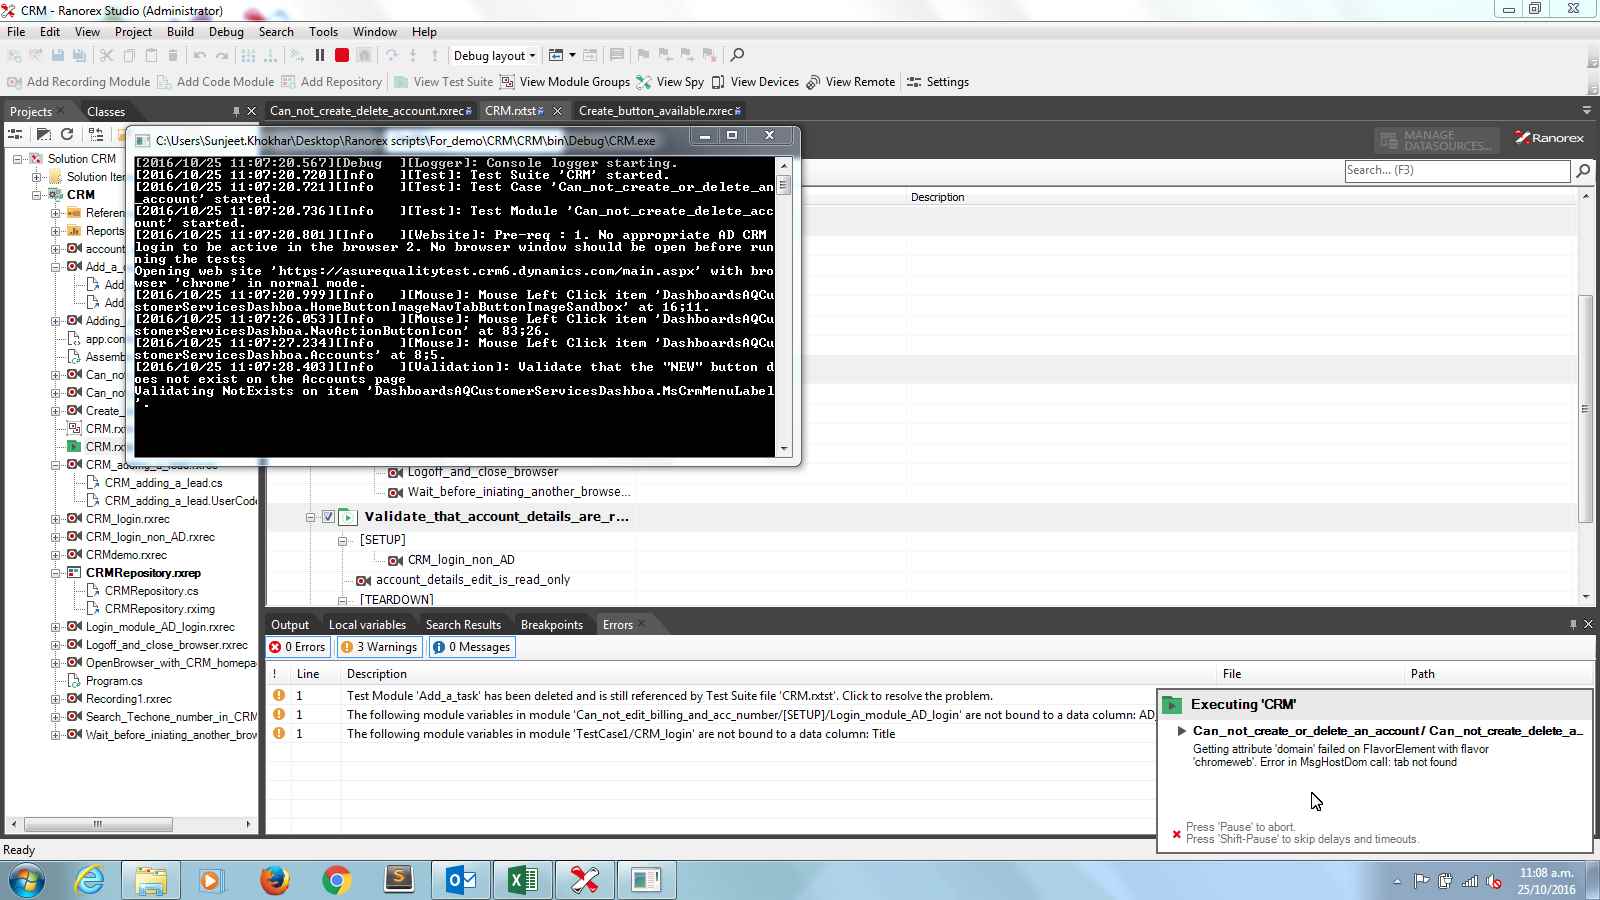 CRM - Ranorex Studio (Administrator)
File Edit View Project Build Debug Search Tools Window Help
Debug layout
Add Recording Module Add Code Module Add Repository View Test Suite View Module Groups View Spy View Devices View Remote Settings
Projects Classes
Can_not_create_delete_account.rxrec CRM.rxtst Create_button_available.rxrec
MANAGE
DATASOURCES...
Ranorex
Search... (F3)
Description
Solution CRM
Solution Iter
CRM
Referen
Reports
account
Add_a_
Add_
Add_
Adding_
app.con
Assemb
Can_not
Can_no
Create_
CRM.rx
CRM.rx
CRM_adding_a_lead.rxrec
CRM_adding_a_lead.cs
CRM_adding_a_lead.UserCode
CRM_login.rxrec
CRM_login_non_AD.rxrec
CRMdemo.rxrec
CRMRepository.rxrep
CRMRepository.cs
CRMRepository.rximg
Login_module_AD_login.rxrec
Logoff_and_close_browser.rxrec
OpenBrowser_with_CRM_homepa
Program.cs
Recording1.rxrec
Search_Techone_number_in_CRM
Wait_before_iniating_another_brow
C:\Users\Sunjeet.Khokhar\Desktop\Ranorex scripts\For_demo\CRM\CRM\bin\Debug\CRM.exe
[2016/10/25 11:07:20.567][Debug ][Logger]: Console logger starting.
[2016/10/25 11:07:20.720][Info ][Test]: Test Suite 'CRM' started.
[2016/10/25 11:07:20.721][Info ][Test]: Test Case 'Can_not_create_or_delete_an
_account' started.
[2016/10/25 11:07:20.736][Info ][Test]: Test Module 'Can_not_create_delete_acc
ount' started.
[2016/10/25 11:07:20.801][Info ][Website]: Pre-req : 1. No appropriate AD CRM
login to be active in the browser 2. No browser window should be open before run
ning the tests
Opening web site 'https://asurequalitytest.crm6.dynamics.com/main.aspx' with bro
wser 'chrome' in normal mode.
[2016/10/25 11:07:20.999][Info ][Mouse]: Mouse Left Click item 'DashboardsAQCu
stomerServicesDashboa.HomeButtonImageNavTabButtonImageSandbox' at 16;11.
[2016/10/25 11:07:26.053][Info ][Mouse]: Mouse Left Click item 'DashboardsAQCu
stomerServicesDashboa.NavActionButtonIcon' at 83;26.
[2016/10/25 11:07:27.234][Info ][Mouse]: Mouse Left Click item 'DashboardsAQCu
stomerServicesDashboa.Accounts' at 8;5.
[2016/10/25 11:07:28.403][Info ][Validation]: Validate that the "NEW" button d
oes not exist on the Accounts page
Validating NotExists on item 'DashboardsAQCustomerServicesDashboa.MsCrmMenuLabel
'.
Logoff_and_close_browser
Wait_before_iniating_another_browse...
Validate_that_account_details_are_r...
[SETUP]
CRM_login_non_AD
account_details_edit_is_read_only
[TEARDOWN]
Output Local variables Search Results Breakpoints Errors
0 Errors 3 Warnings 0 Messages
! Line Description File Path
1 Test Module 'Add_a_task' has been deleted and is still referenced by Test Suite file 'CRM.rxtst'. Click to resolve the problem.
1 The following module variables in module 'Can_not_edit_billing_and_acc_number/[SETUP]/Login_module_AD_login' are not bound to a data column: AD_
1 The following module variables in module 'TestCase1/CRM_login' are not bound to a data column: Title
Executing 'CRM'
Can_not_create_or_delete_an_account / Can_not_create_delete_a...
Getting attribute 'domain' failed on FlavorElement with flavor
'chromeweb'. Error in MsgHostDom call: tab not found
Press 'Pause' to abort.
Press 'Shift-Pause' to skip delays and timeouts.
Ready
11:08 a.m.
25/10/2016